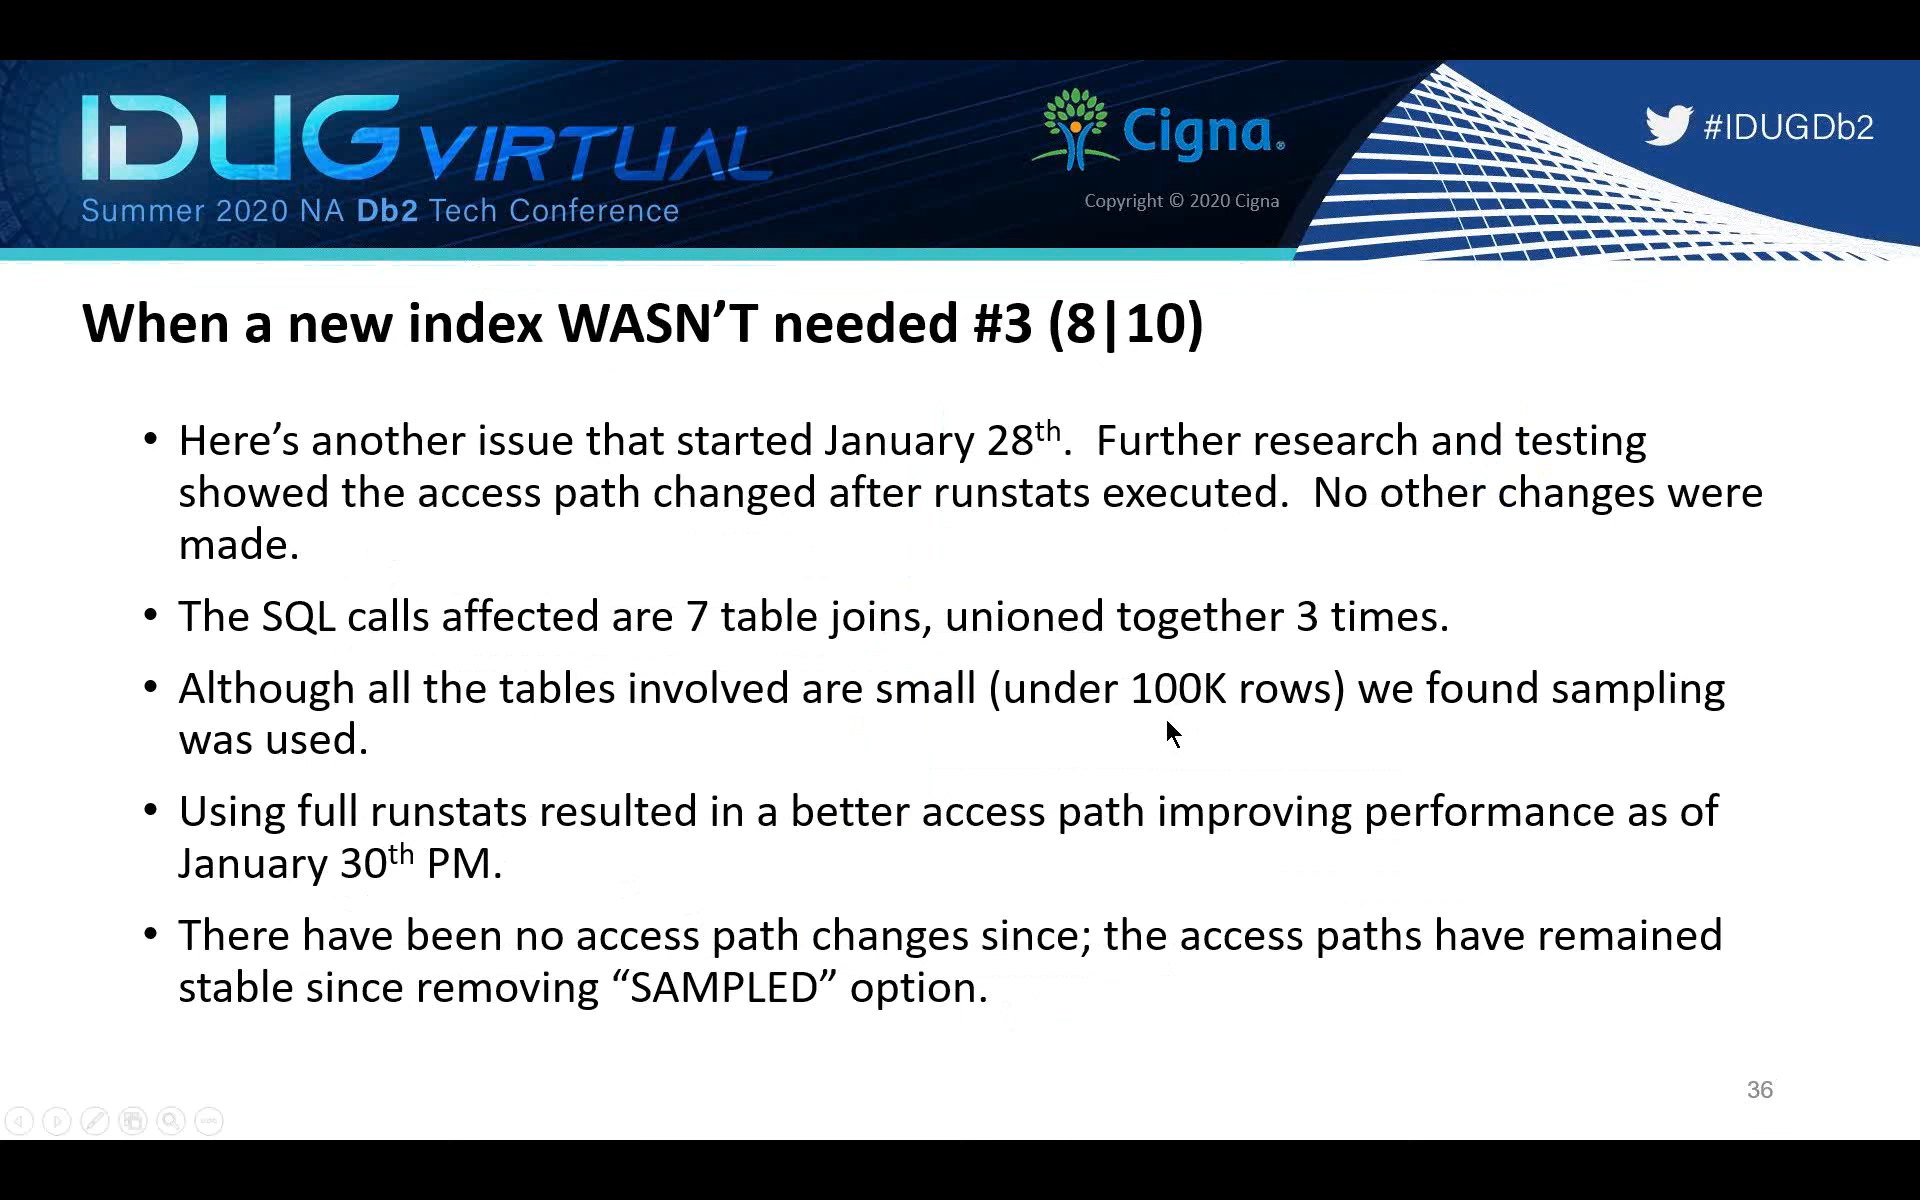 IDUG VIRTUAL
Summer 2020 NA Db2 Tech Conference
Cigna®
Copyright © 2020 Cigna
#IDUGDb2
When a new index WASN’T needed #3 (8|10)
• Here’s another issue that started January 28th.  Further research and testing
showed the access path changed after runstats executed.  No other changes were
made.
• The SQL calls affected are 7 table joins, unioned together 3 times.
• Although all the tables involved are small (under 100K rows) we found sampling
was used.
• Using full runstats resulted in a better access path improving performance as of
January 30th PM.
• There have been no access path changes since; the access paths have remained
stable since removing “SAMPLED” option.
36